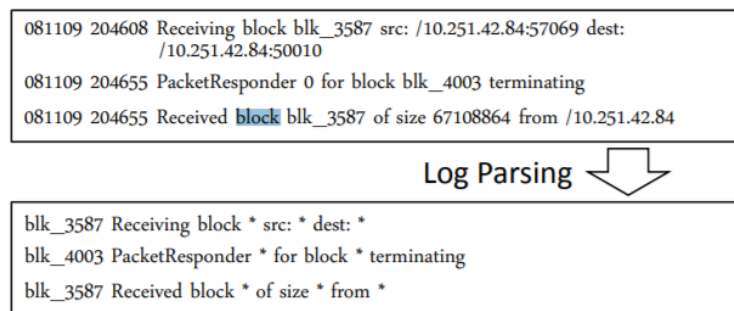 081109 204608 Receiving block blk_3587 src: /10.251.42.84:57069 dest:
/10.251.42.84:50010
081109 204655 PacketResponder 0 for block blk_4003 terminating
081109 204655 Received block blk_3587 of size 67108864 from /10.251.42.84
Log Parsing
blk_3587 Receiving block * src: * dest: *
blk_4003 PacketResponder * for block * terminating
blk_3587 Received block * of size * from *